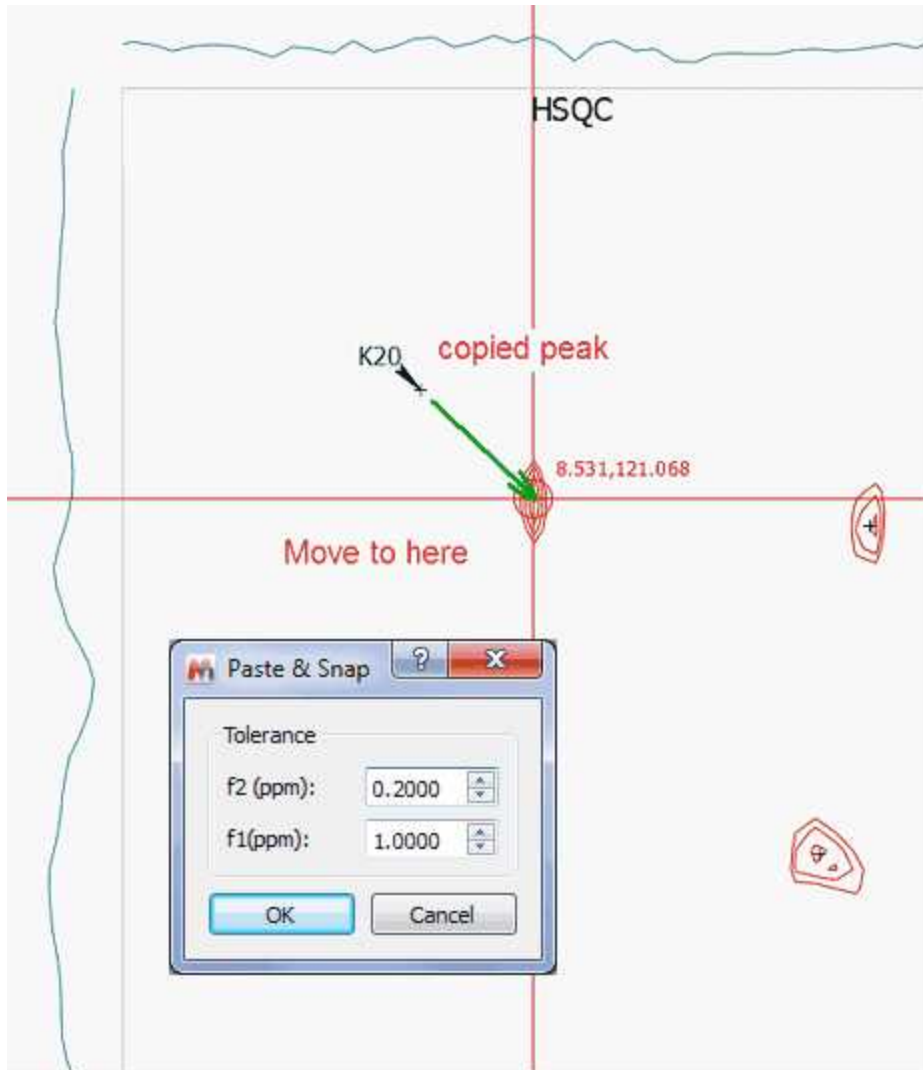 HSQC
K20
copied peak
8.531,121.068
Move to here
Paste & Snap
Tolerance
f2 (ppm):
0.2000
f1(ppm):
1.0000
OK
Cancel